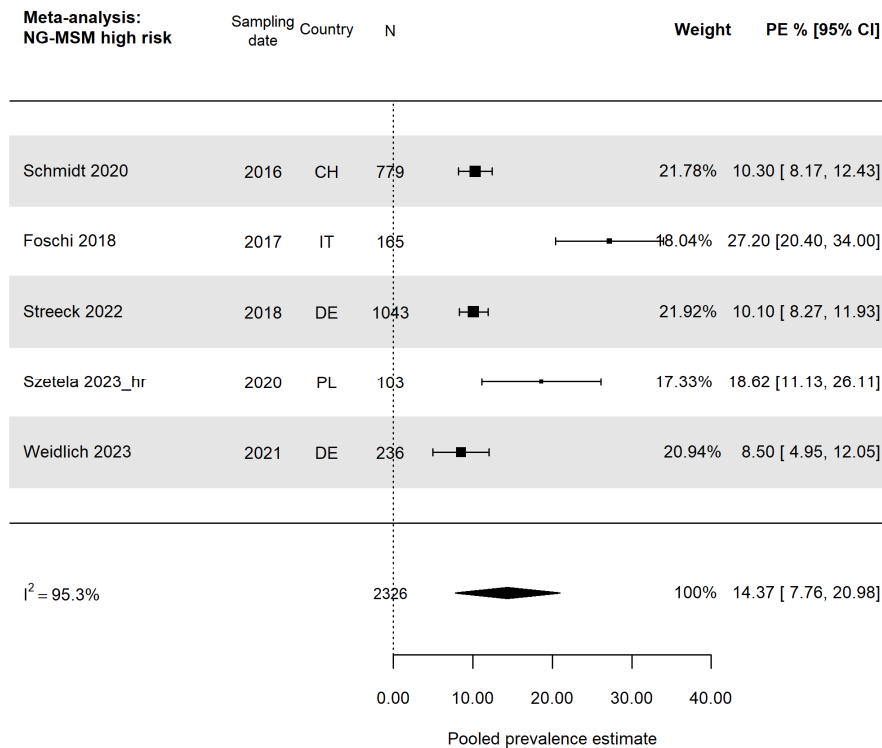 Meta-analysis:
NG-MSM high risk
Sampling date Country N Weight PE % [95% CI]
Schmidt 2020 2016 CH 779 21.78% 10.30 [ 8.17, 12.43]
Foschi 2018 2017 IT 165 18.04% 27.20 [20.40, 34.00]
Streeck 2022 2018 DE 1043 21.92% 10.10 [ 8.27, 11.93]
Szetela 2023_hr 2020 PL 103 17.33% 18.62 [11.13, 26.11]
Weidlich 2023 2021 DE 236 20.94% 8.50 [ 4.95, 12.05]
I² = 95.3% 2326 100% 14.37 [ 7.76, 20.98]
0.00 10.00 20.00 30.00 40.00
Pooled prevalence estimate